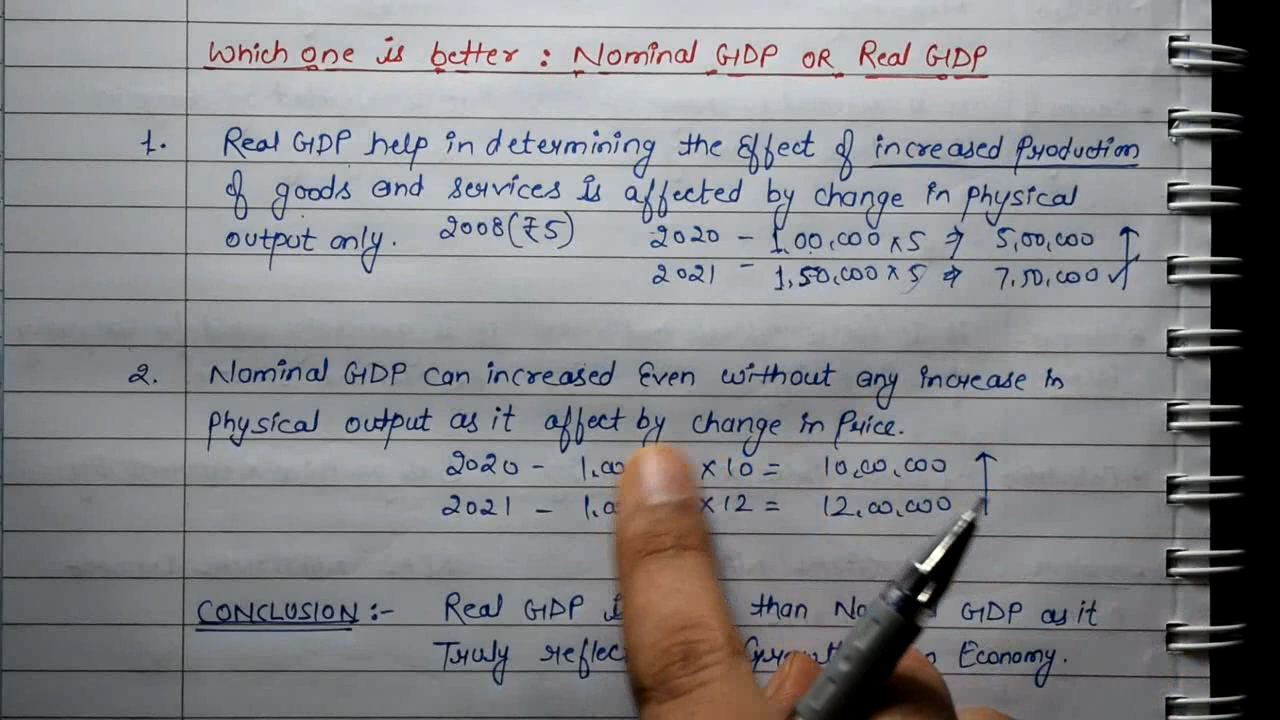 Which one is better : Nominal GDP OR Real GDP
1. Real GDP help in determining the Effect of increased Production
of goods and services is affected by change in physical
output only. 2008(₹5) 2020 - 1,00,000 × 5 ⇒ 5,00,000 ↑
2021 - 1,50,000 × 5 ⇒ 7,50,000 ✓
2. Nominal GDP can increased Even without any increase in
physical output as it affect by change in Price.
2020 - × 10 = 10,00,000 ↑
2021 - × 12 = 12,00,000
CONCLUSION :- Real GDP than GDP as it
Truly Economy.